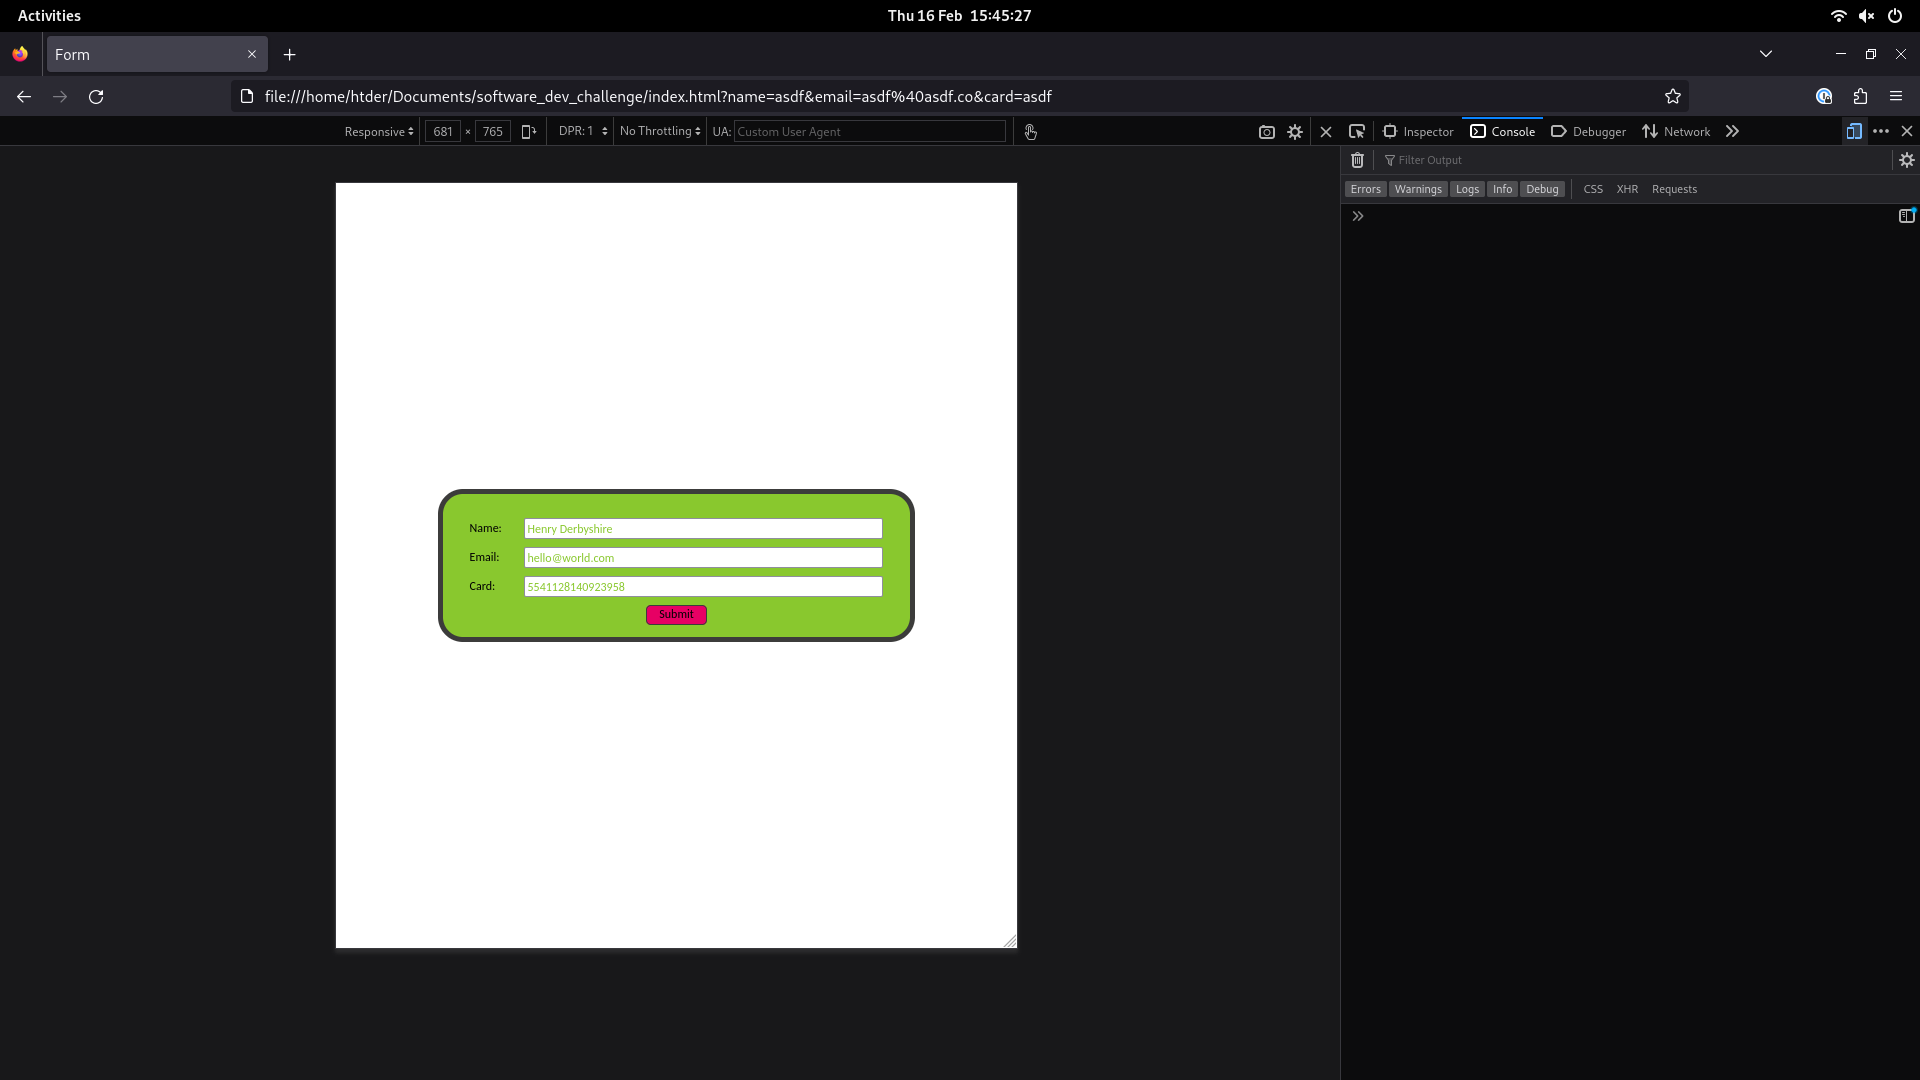 Activities
Thu 16 Feb 15:45:27
Form
file:///home/htder/Documents/software_dev_challenge/index.html?name=asdf&email=asdf%40asdf.co&card=asdf
Responsive 681 × 765 DPR: 1 No Throttling UA: Custom User Agent
Inspector Console Debugger Network
Filter Output
Errors Warnings Logs Info Debug CSS XHR Requests
Name: Henry Derbyshire
Email: hello@world.com
Card: 5541128140923958
Submit